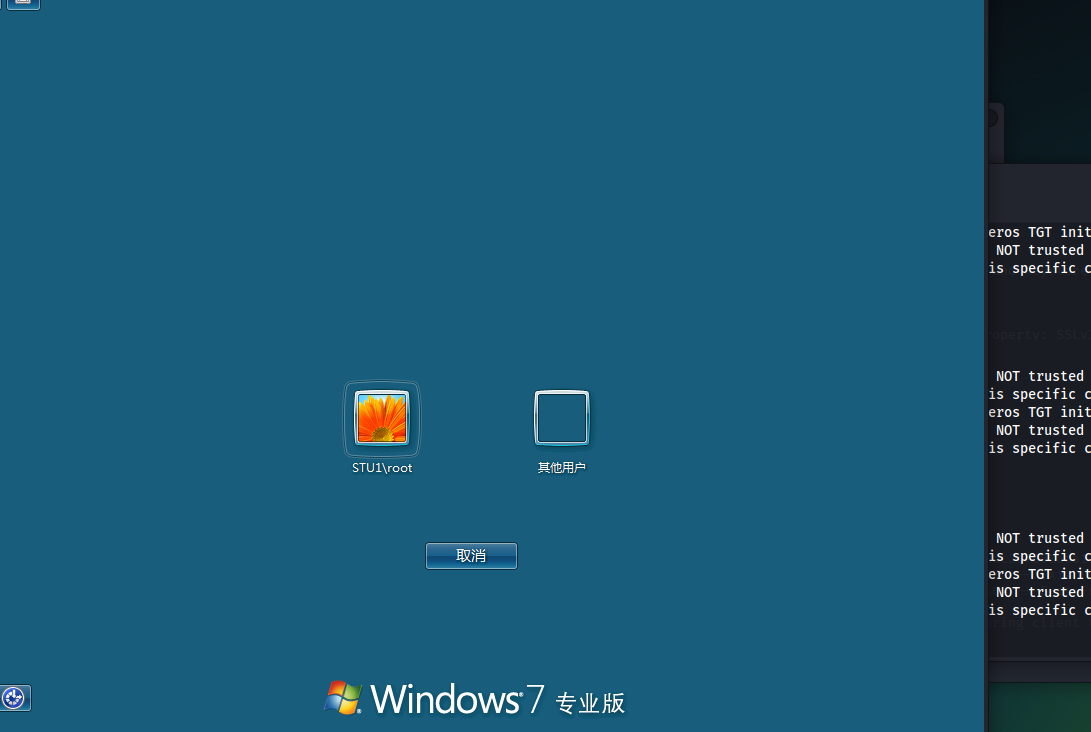 eros TGT init
NOT trusted
is specific c
NOT trusted
is specific c
eros TGT init
NOT trusted
is specific c
STU1\root
其他用户
NOT trusted
取消
is specific c
eros TGT init
NOT trusted
is specific c
Windows 7 专业版